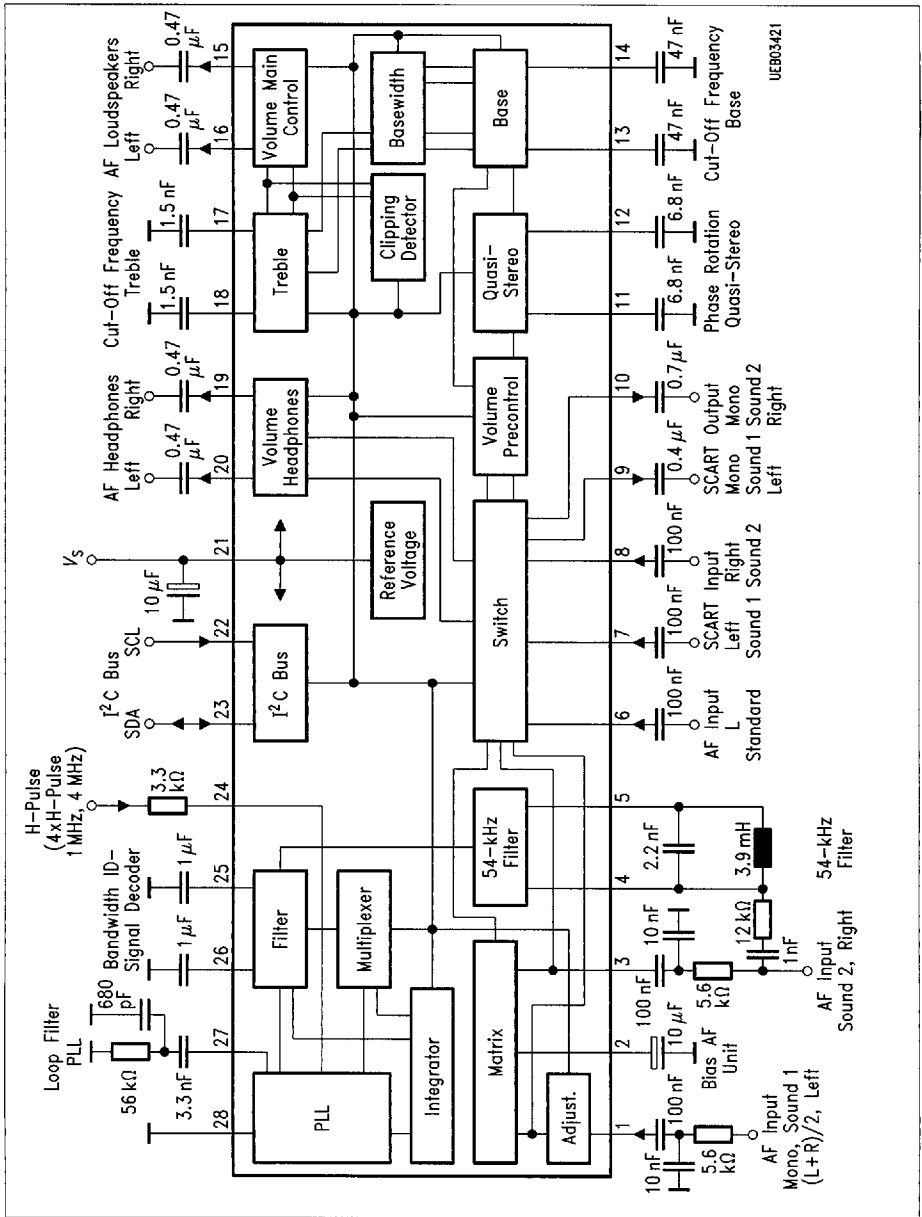 Loop Filter
PLL
680
pF
56 kΩ
3.3 nF
28
27
Bandwidth ID-
Signal Decoder
1 µF
1 µF
26
25
H-Pulse
(4xH-Pulse
1 MHz, 4 MHz)
3.3
kΩ
24
I²C Bus
SDA
SCL
23
22
Vs
10 µF
21
AF Headphones
Left
Right
0.47
µF
0.47
µF
20
19
Cut-Off Frequency
Treble
1.5 nF
1.5 nF
18
17
AF Loudspeakers
Left
Right
0.47
µF
0.47
µF
16
15
PLL
Filter
Multiplexer
Integrator
I²C Bus
Reference
Voltage
Volume
Headphones
Treble
Volume Main
Control
Clipping
Detector
Basewidth
Matrix
Adjust.
54-kHz
Filter
Switch
Volume
Precontrol
Quasi-
Stereo
Base
1
100 nF
10 nF
5.6
kΩ
AF Input
Mono, Sound 1
(L+R)/2, Left
2
10 µF
Bias AF
Unit
3
100 nF
10 nF
5.6
kΩ
1nF
12 kΩ
AF Input
Sound 2, Right
4
5
2.2 nF
3.9 mH
54-kHz
Filter
6
100 nF
AF Input
L
Standard
7
100 nF
8
100 nF
SCART Input
Left Right
Sound 1 Sound 2
9
0.4 µF
10
0.7 µF
SCART Output
Mono Mono
Sound 1 Sound 2
Left Right
11
6.8 nF
12
6.8 nF
Phase Rotation
Quasi-Stereo
13
47 nF
14
47 nF
Cut-Off Frequency
Base
UEB03421